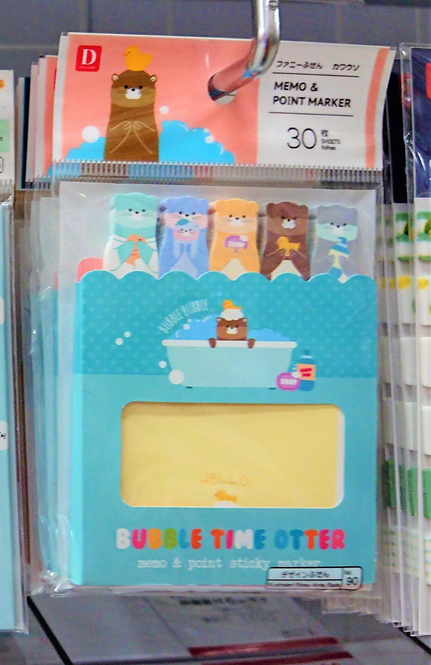 D
ファニーふせん カワウソ
MEMO &
POINT MARKER
30枚
SHEETS
SOAP
BUBBLE BUBBLE
SOAP
BUBBLE TIME OTTER
memo & point sticky marker
デザインふせん
No.
90